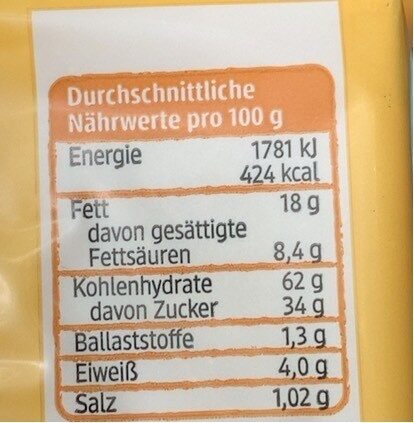 Durchschnittliche
Nährwerte pro 100 g
Energie 1781 kJ
424 kcal
Fett 18 g
davon gesättigte
Fettsäuren 8,4 g
Kohlenhydrate 62 g
davon Zucker 34 g
Ballaststoffe 1,3 g
Eiweiß 4,0 g
Salz 1,02 g